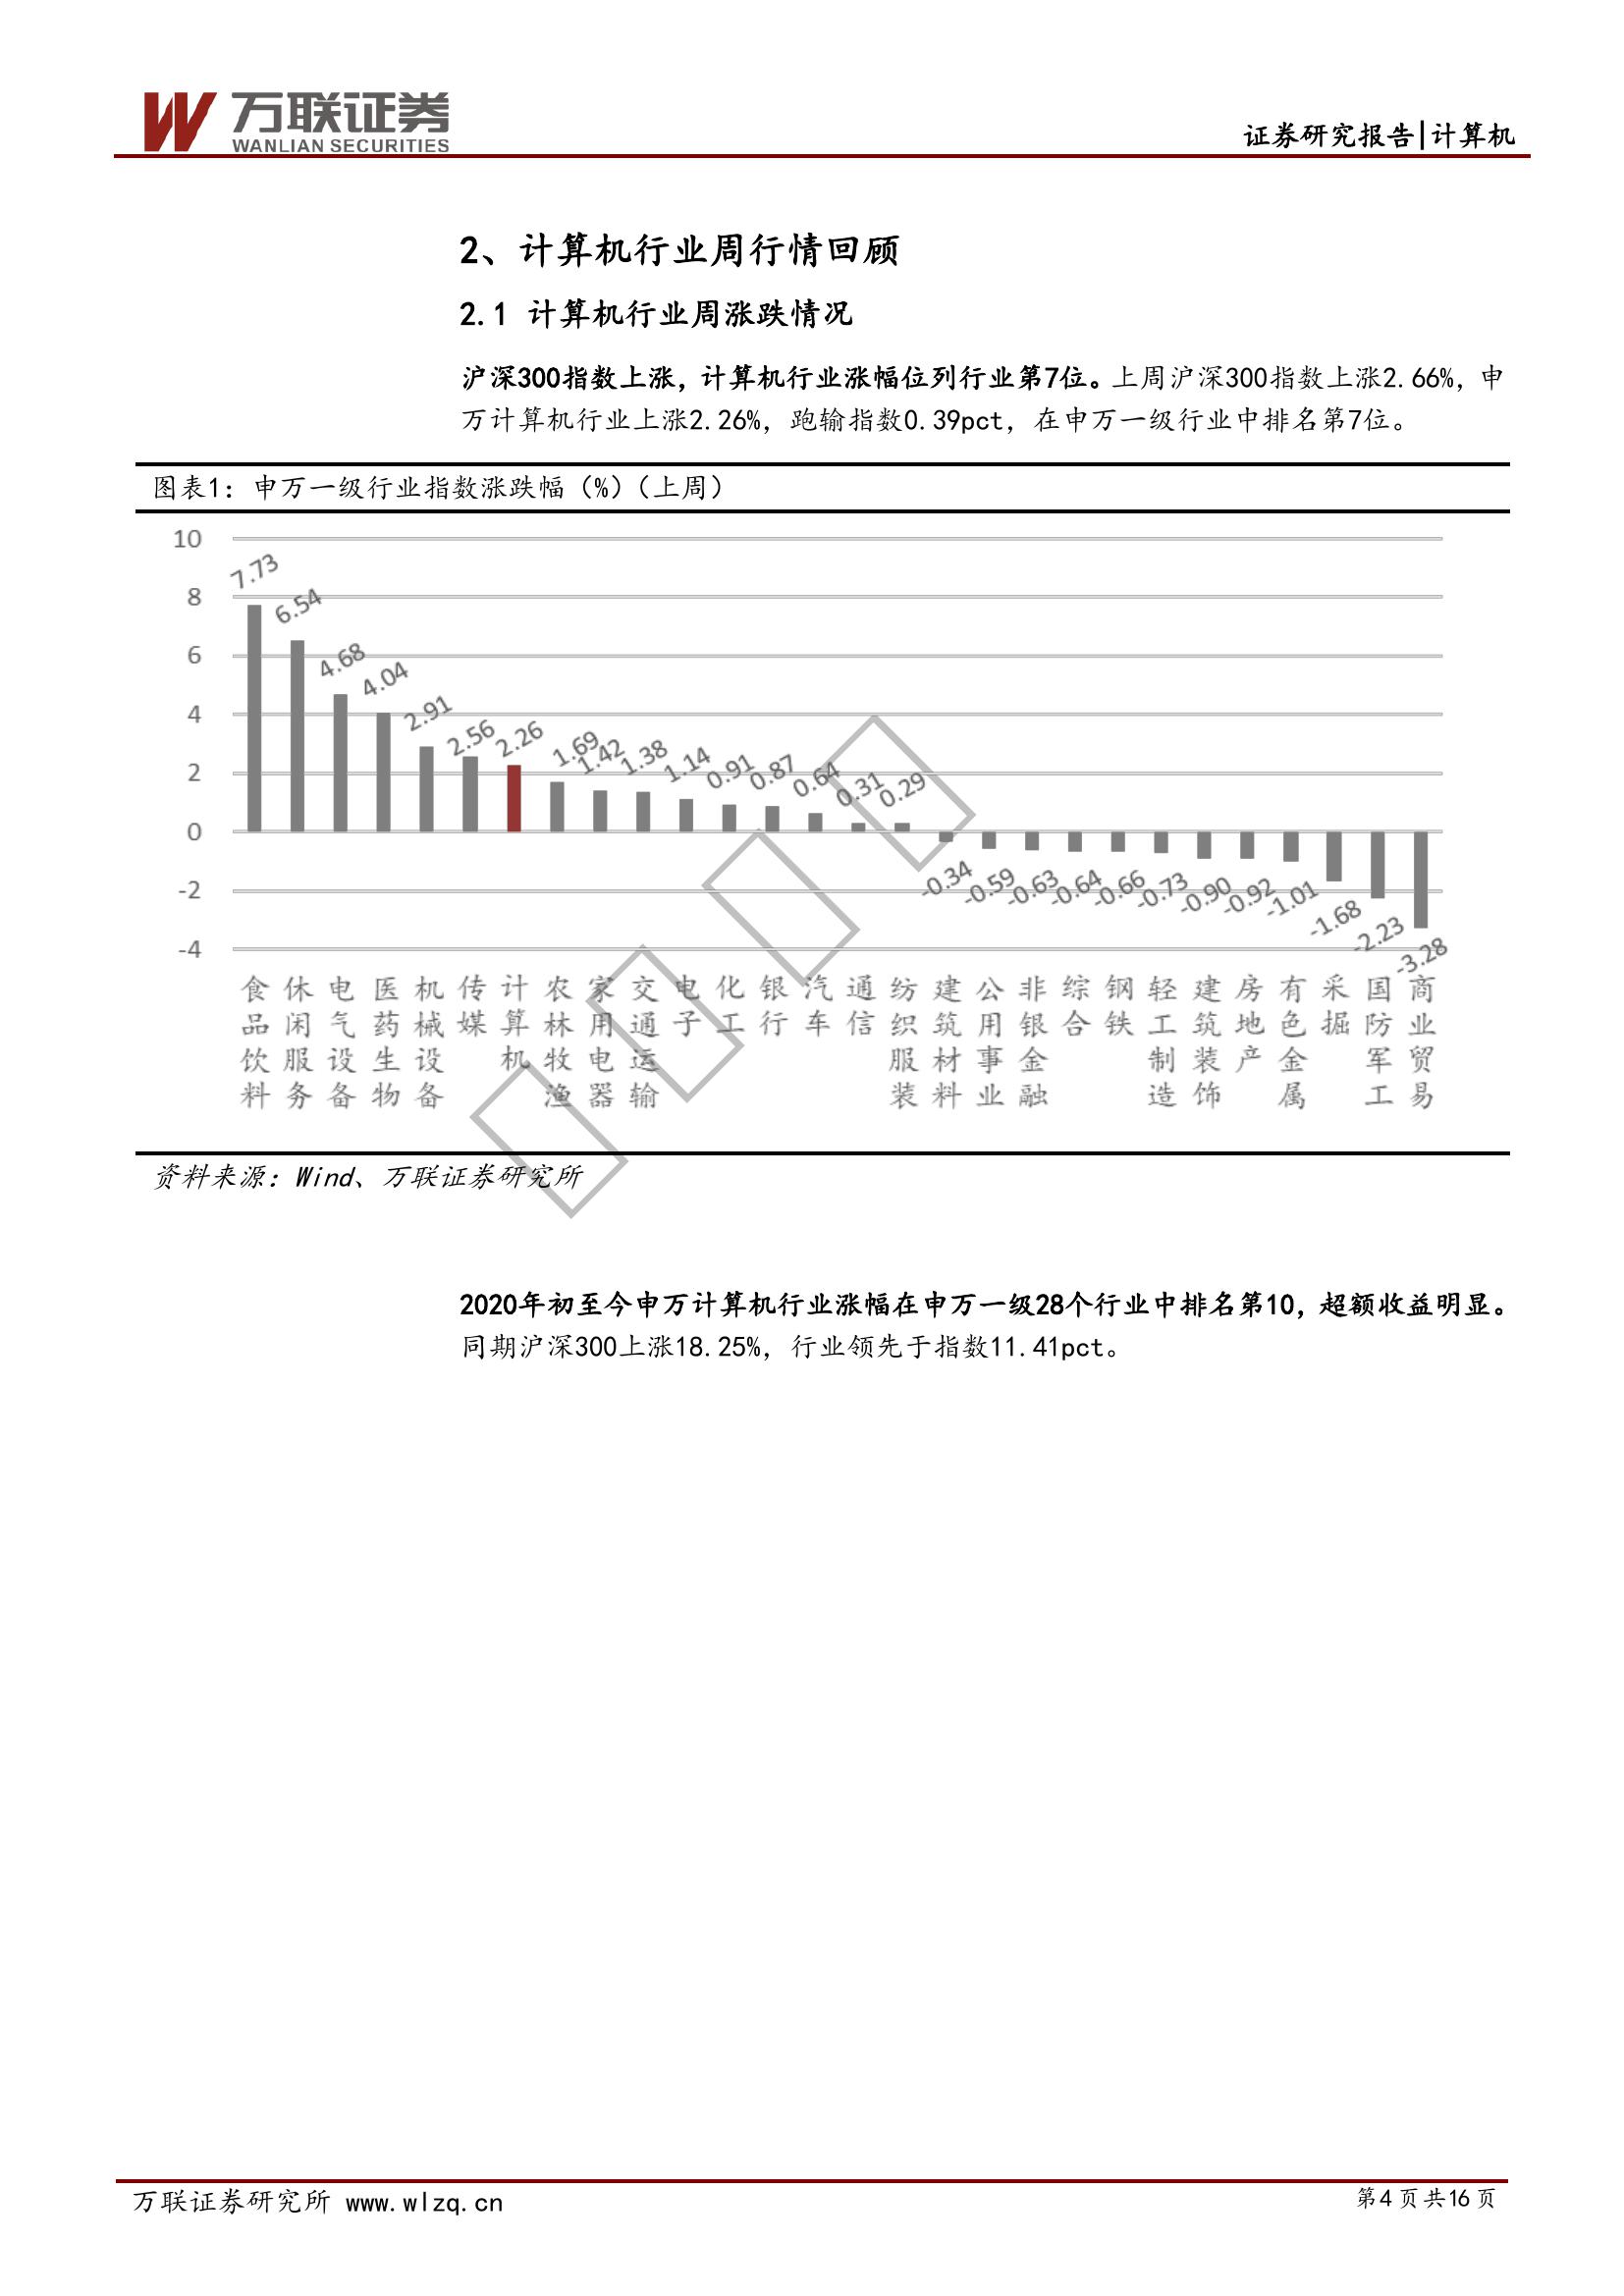 万联证券
WANLIAN SECURITIES
证券研究报告|计算机
2、计算机行业周行情回顾
2.1 计算机行业周涨跌情况
沪深300指数上涨，计算机行业涨幅位列行业第7位。上周沪深300指数上涨2.66%，申
万计算机行业上涨2.26%，跑输指数0.39pct，在申万一级行业中排名第7位。
图表1：申万一级行业指数涨跌幅（%）（上周）
10
8
6
4
2
0
-2
-4
7.73
6.54
4.68
4.04
2.91
2.56
2.26
1.69
1.42
1.38
1.14
0.91
0.87
0.64
0.31
0.29
-0.34
-0.59
-0.63
-0.64
-0.66
-0.73
-0.90
-0.92
-1.01
-1.68
-2.23
-3.28
食品饮料
休闲服务
电气设备
医药生物
机械设备
传媒
计算机
农林牧渔
家用电器
交通运输
电子
化工
银行
汽车
通信
纺织服装
建筑材料
公用事业
非银金融
综合
钢铁
轻工制造
建筑装饰
房地产
有色金属
采掘
国防军工
商业贸易
资料来源：Wind、万联证券研究所
2020年初至今申万计算机行业涨幅在申万一级28个行业中排名第10，超额收益明显。
同期沪深300上涨18.25%，行业领先于指数11.41pct。
万联证券研究所 www.wlzq.cn
第4页共16页